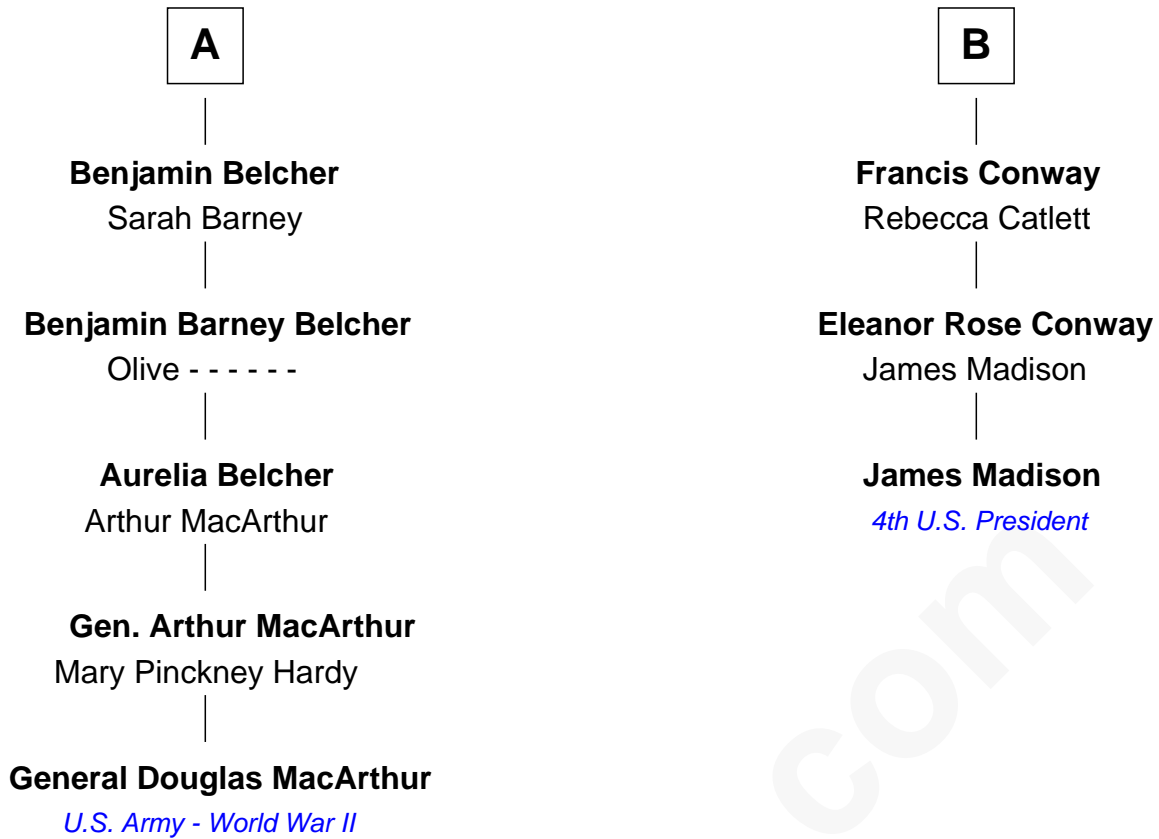 A
Benjamin Belcher
Sarah Barney
Benjamin Barney Belcher
Olive - - - - - -
Aurelia Belcher
Arthur MacArthur
Gen. Arthur MacArthur
Mary Pinckney Hardy
General Douglas MacArthur
U.S. Army - World War II
B
Francis Conway
Rebecca Catlett
Eleanor Rose Conway
James Madison
James Madison
4th U.S. President
com